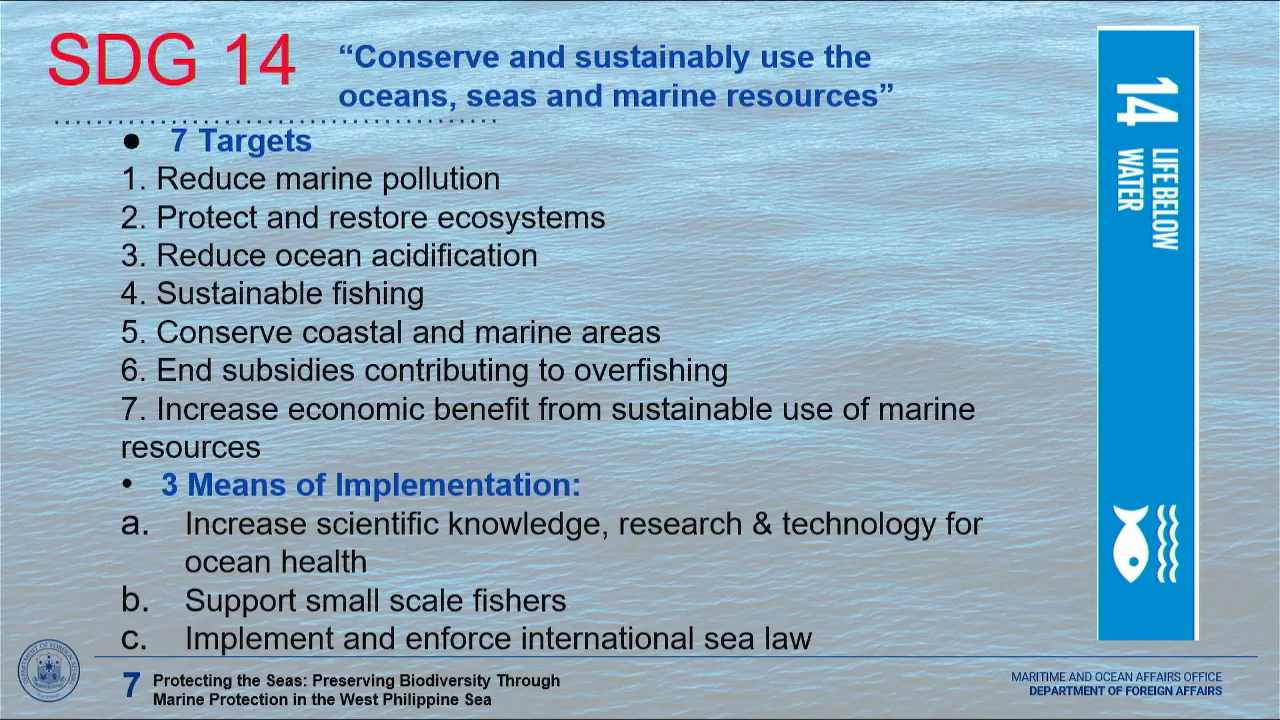 SDG 14
“Conserve and sustainably use the
oceans, seas and marine resources”
● 7 Targets
1. Reduce marine pollution
2. Protect and restore ecosystems
3. Reduce ocean acidification
4. Sustainable fishing
5. Conserve coastal and marine areas
6. End subsidies contributing to overfishing
7. Increase economic benefit from sustainable use of marine
resources
• 3 Means of Implementation:
a. Increase scientific knowledge, research & technology for
ocean health
b. Support small scale fishers
c. Implement and enforce international sea law
14 LIFE BELOW
WATER
7
Protecting the Seas: Preserving Biodiversity Through
Marine Protection in the West Philippine Sea
MARITIME AND OCEAN AFFAIRS OFFICE
DEPARTMENT OF FOREIGN AFFAIRS